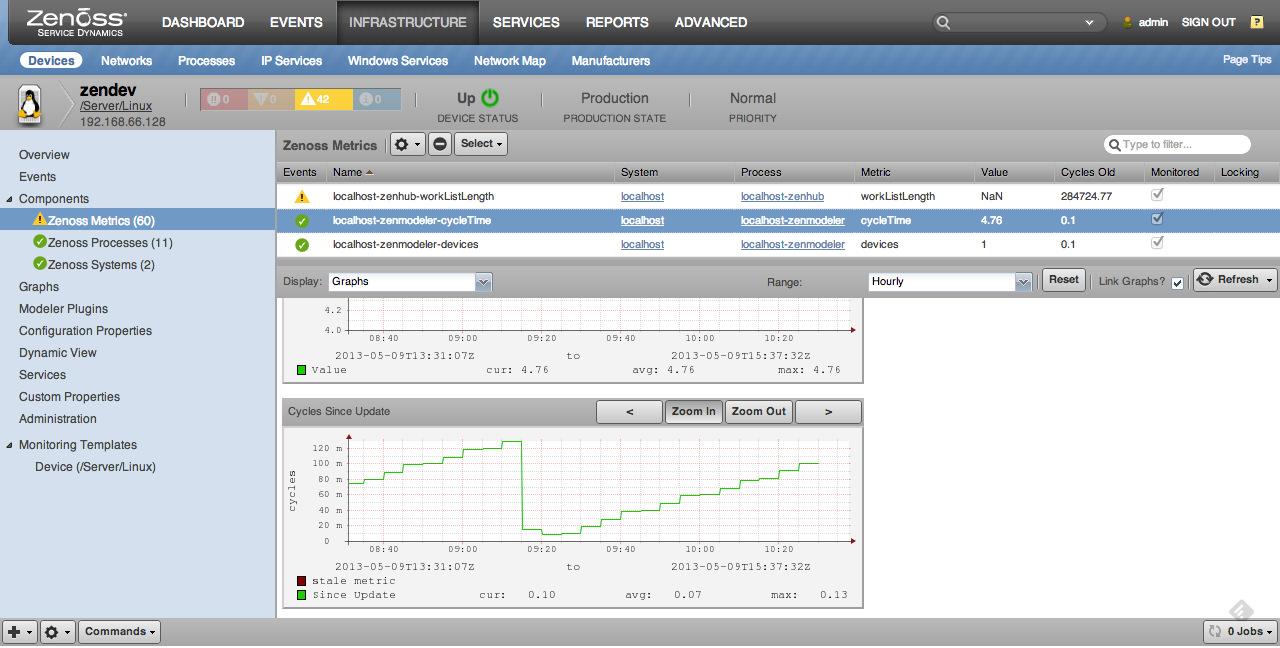 Zenoss DASHBOARD EVENTS INFRASTRUCTURE SERVICES REPORTS ADVANCED admin SIGN OUT ?
SERVICE DYNAMICS
Devices Networks Processes IP Services Windows Services Network Map Manufacturers Page Tips
zendev
/Server/Linux
192.168.66.128
0 0 42 0
Up
DEVICE STATUS
Production
PRODUCTION STATE
Normal
PRIORITY
Overview
Events
Components
Zenoss Metrics (60)
Zenoss Processes (11)
Zenoss Systems (2)
Graphs
Modeler Plugins
Configuration Properties
Dynamic View
Services
Custom Properties
Administration
Monitoring Templates
Device (/Server/Linux)
Zenoss Metrics Select Type to filter...
Events Name System Process Metric Value Cycles Old Monitored Locking
localhost-zenhub-workListLength localhost localhost-zenhub workListLength NaN 284724.77
localhost-zenmodeler-cycleTime localhost localhost-zenmodeler cycleTime 4.76 0.1
localhost-zenmodeler-devices localhost localhost-zenmodeler devices 1 0.1
Display: Graphs Range: Hourly Reset Link Graphs? Refresh
4.2
4.0
08:40 09:00 09:20 09:40 10:00 10:20
2013-05-09T13:31:07Z to 2013-05-09T15:37:32Z
Value cur: 4.76 avg: 4.76 max: 4.76
Cycles Since Update < Zoom In Zoom Out >
cycles
120 m
100 m
80 m
60 m
40 m
20 m
0
08:40 09:00 09:20 09:40 10:00 10:20
2013-05-09T13:31:07Z to 2013-05-09T15:37:32Z
stale metric
Since Update cur: 0.10 avg: 0.07 max: 0.13
Commands 0 Jobs